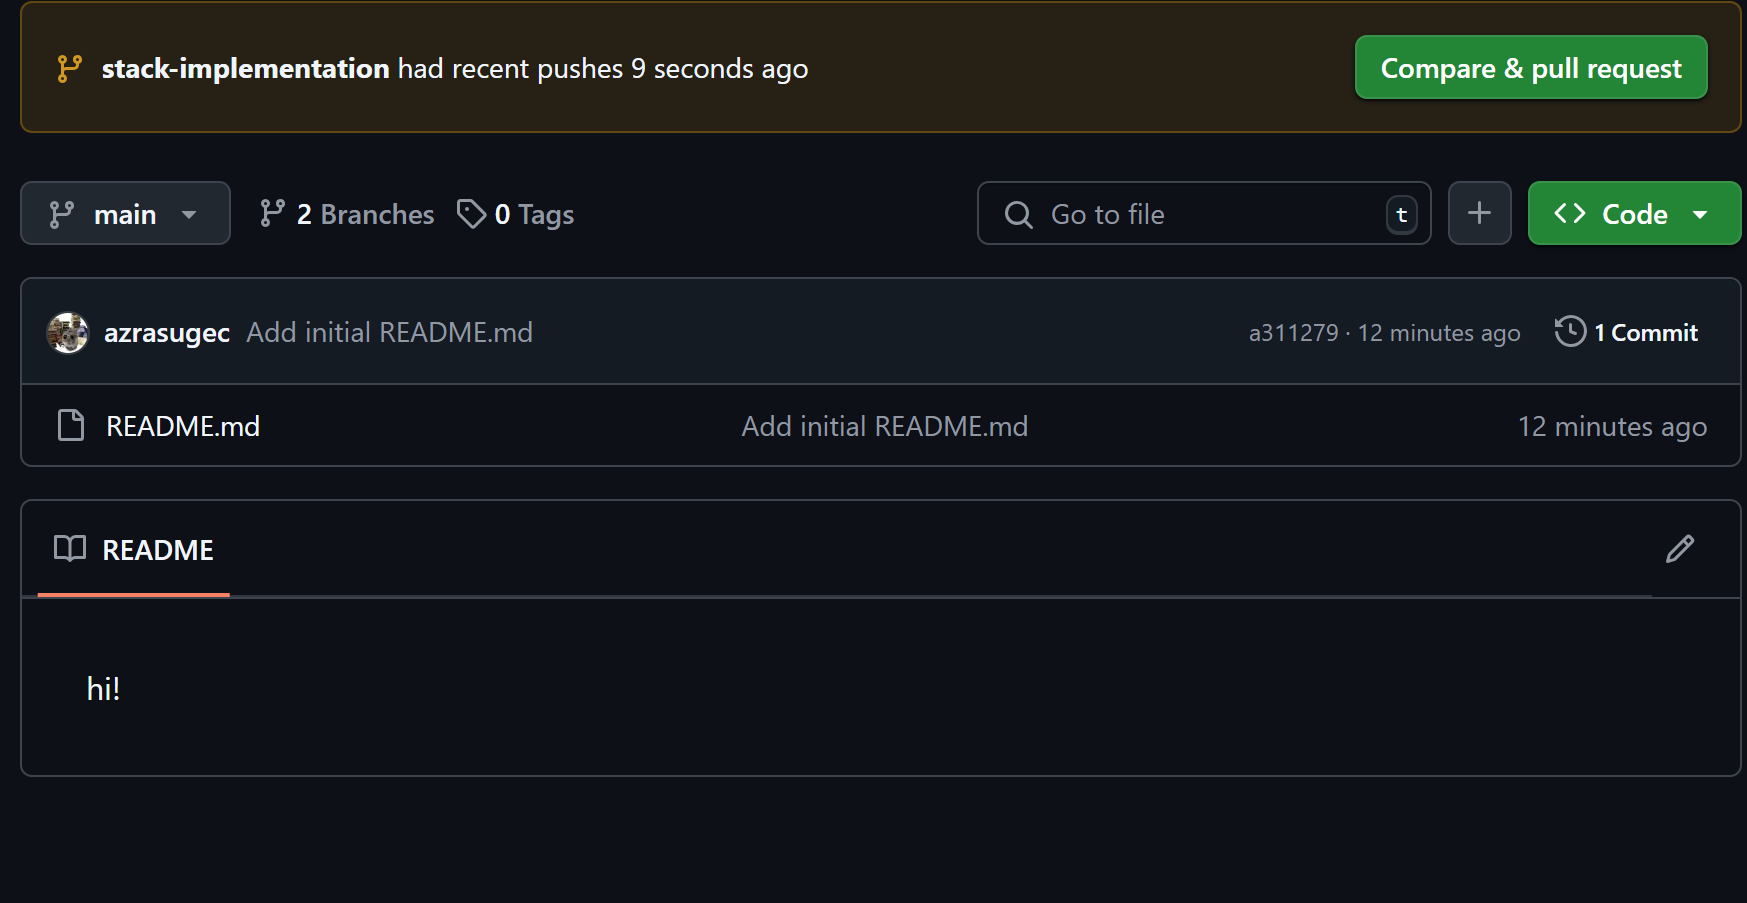 stack-implementation had recent pushes 9 seconds ago
Compare & pull request
main
2 Branches
0 Tags
Go to file
t
Code
azrasugec Add initial README.md
a311279 · 12 minutes ago
1 Commit
README.md
Add initial README.md
12 minutes ago
README
hi!